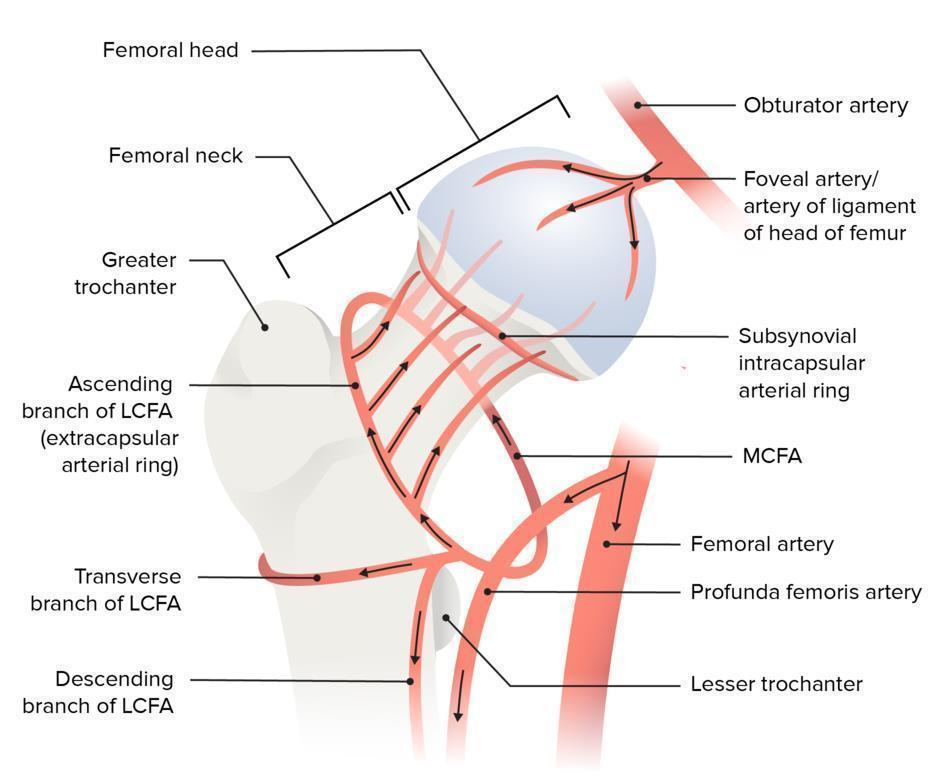 Femoral head
Femoral neck
Greater
trochanter
Ascending
branch of LCFA
(extracapsular
arterial ring)
Transverse
branch of LCFA
Descending
branch of LCFA
Obturator artery
Foveal artery/
artery of ligament
of head of femur
Subsynovial
intracapsular
arterial ring
MCFA
Femoral artery
Profunda femoris artery
Lesser trochanter